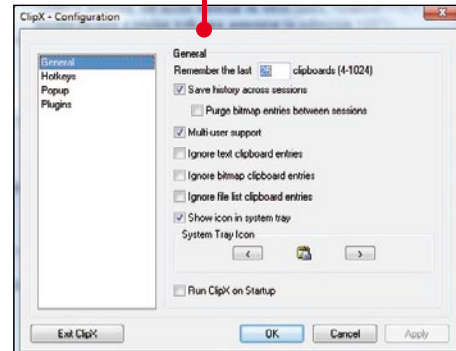 ClipX - Configuration
General
Hotkeys
Popup
Plugins
General
Remember the last clipboards (4-1024)
Save history across sessions
Purge bitmap entries between sessions
Multi-user support
Ignore text clipboard entries
Ignore bitmap clipboard entries
Ignore file list clipboard entries
Show icon in system tray
System Tray Icon
<
>
Run ClipX on Startup
Exit ClipX
OK
Cancel
Apply